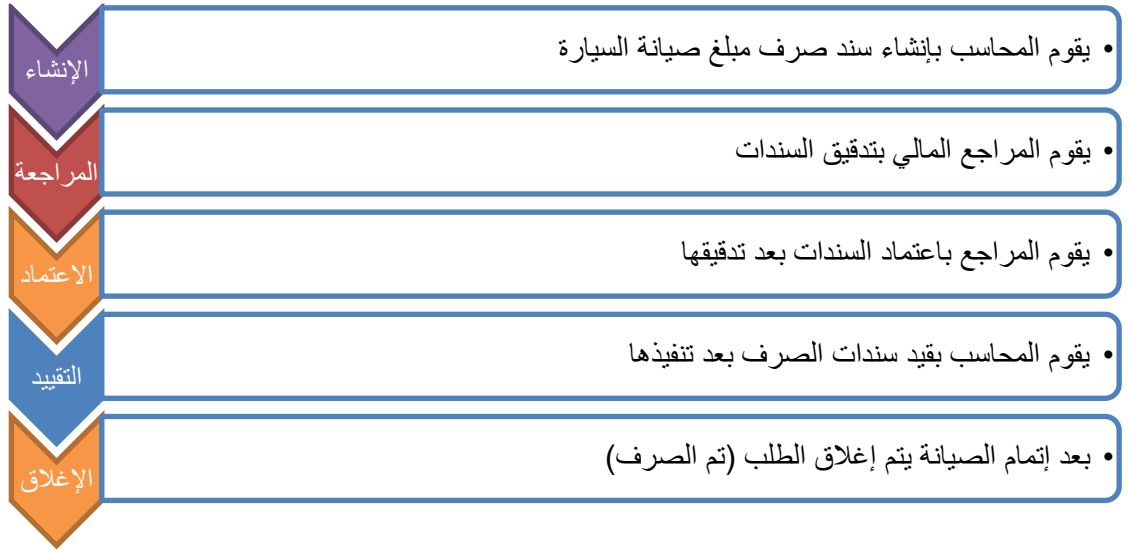 الإنشاء
• يقوم المحاسب بإنشاء سند صرف مبلغ صيانة السيارة
المراجعة
• يقوم المراجع المالي بتدقيق السندات
الاعتماد
• يقوم المراجع باعتماد السندات بعد تدقيقها
التقييد
• يقوم المحاسب بقيد سندات الصرف بعد تنفيذها
الإغلاق
• بعد إتمام الصيانة يتم إغلاق الطلب (تم الصرف)